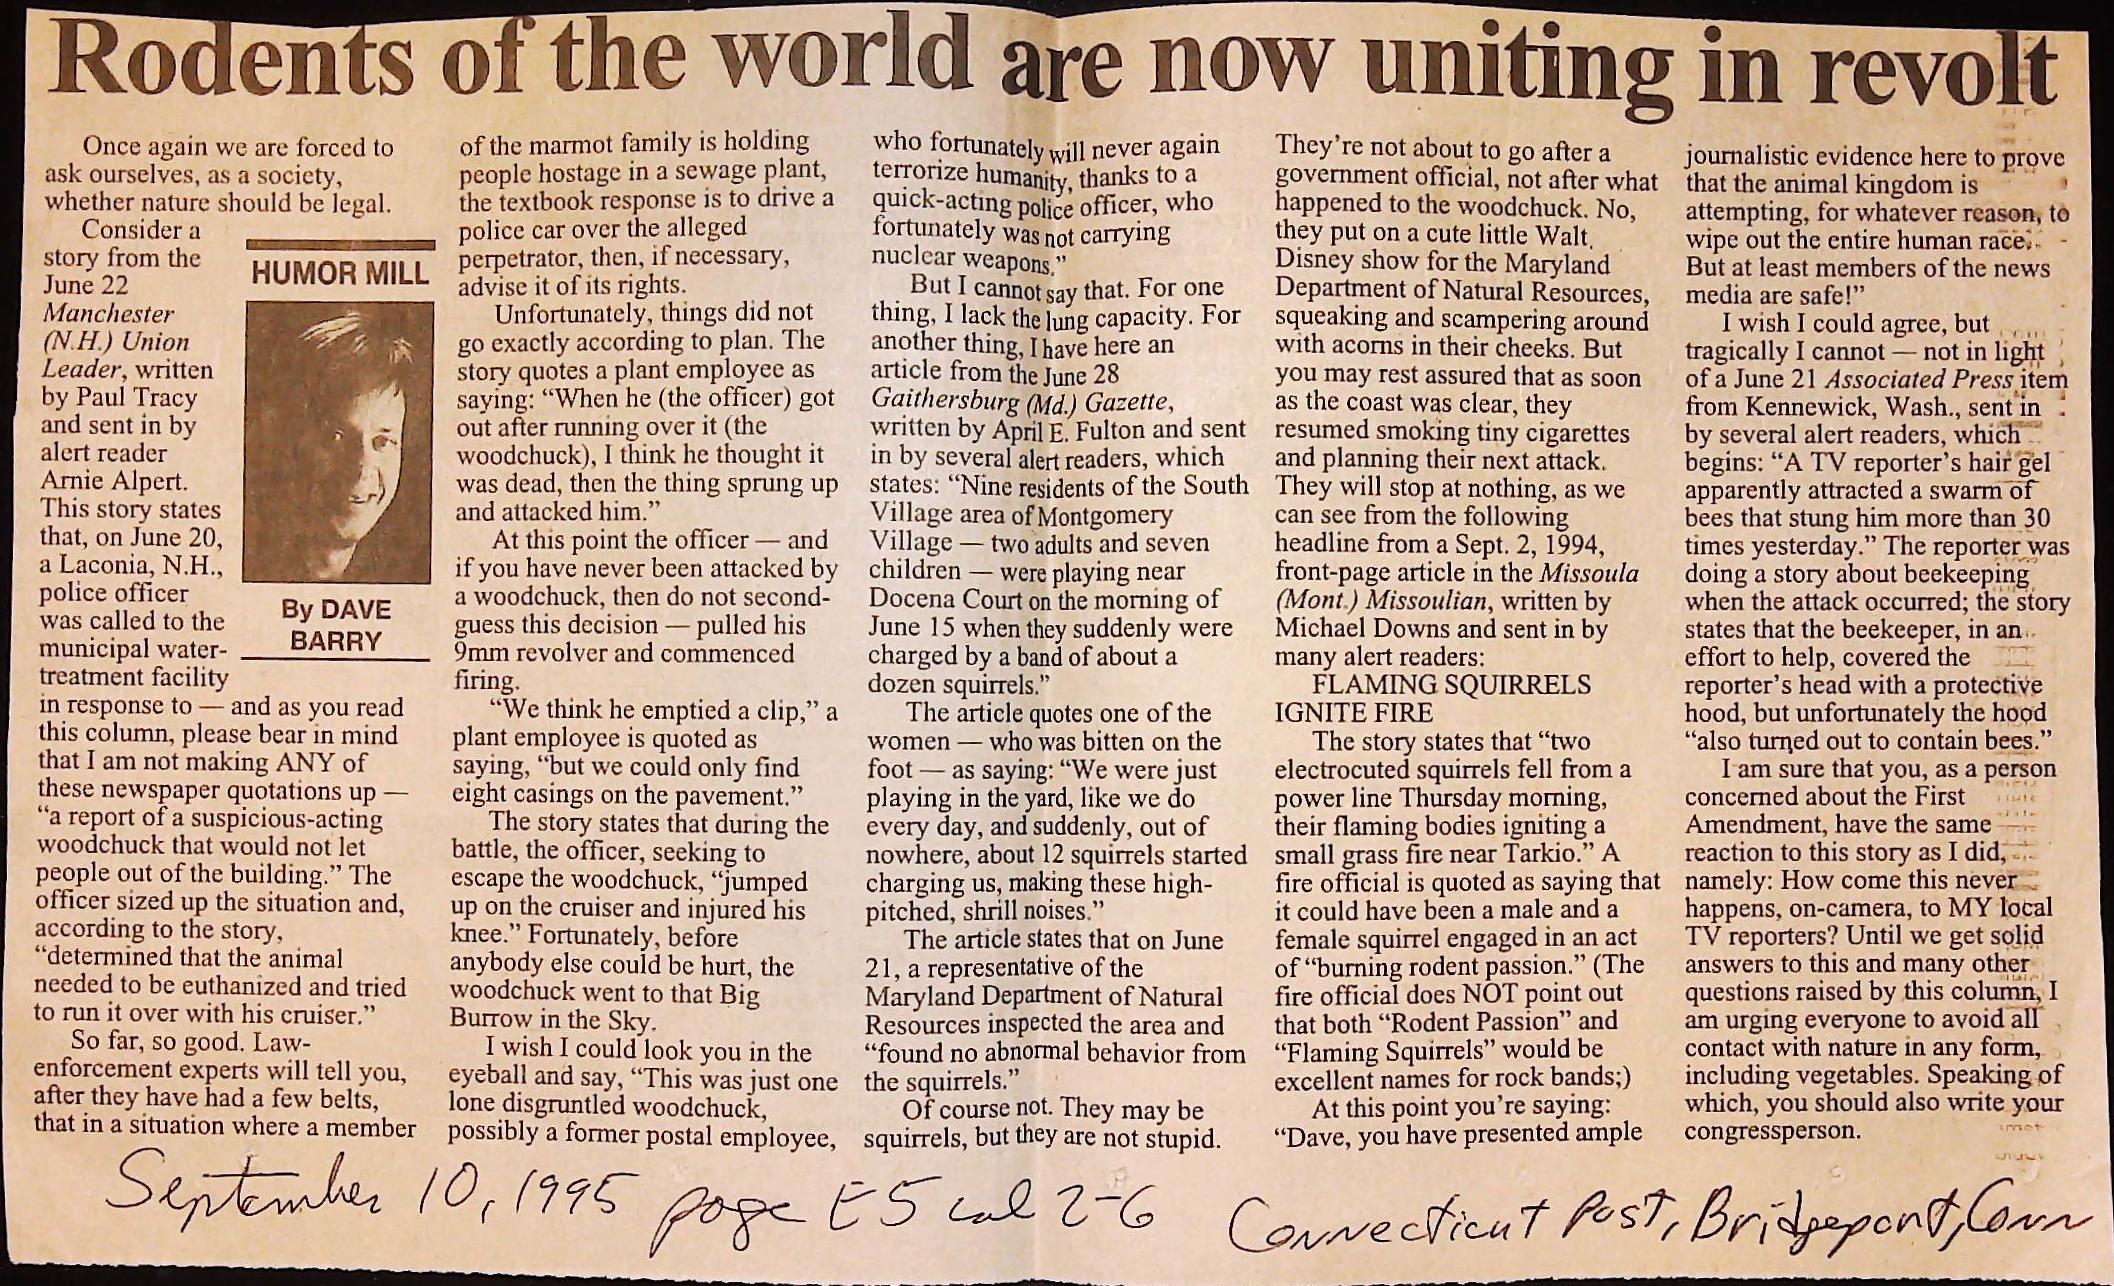 Rodents of the world are now uniting in revolt
Once again we are forced to
ask ourselves, as a society,
whether nature should be legal.
Consider a
story from the
June 22
Manchester
(N.H.) Union
Leader, written
by Paul Tracy
and sent in by
alert reader
Arnie Alpert.
This story states
that, on June 20,
a Laconia, N.H.,
police officer
was called to the
municipal water-
treatment facility
in response to — and as you read
this column, please bear in mind
that I am not making ANY of
these newspaper quotations up —
“a report of a suspicious-acting
woodchuck that would not let
people out of the building.” The
officer sized up the situation and,
according to the story,
“determined that the animal
needed to be euthanized and tried
to run it over with his cruiser.”
So far, so good. Law-
enforcement experts will tell you,
after they have had a few belts,
that in a situation where a member
HUMOR MILL
By DAVE
BARRY
of the marmot family is holding
people hostage in a sewage plant,
the textbook response is to drive a
police car over the alleged
perpetrator, then, if necessary,
advise it of its rights.
Unfortunately, things did not
go exactly according to plan. The
story quotes a plant employee as
saying: “When he (the officer) got
out after running over it (the
woodchuck), I think he thought it
was dead, then the thing sprung up
and attacked him.”
At this point the officer — and
if you have never been attacked by
a woodchuck, then do not second-
guess this decision — pulled his
9mm revolver and commenced
firing.
“We think he emptied a clip,” a
plant employee is quoted as
saying, “but we could only find
eight casings on the pavement.”
The story states that during the
battle, the officer, seeking to
escape the woodchuck, “jumped
up on the cruiser and injured his
knee.” Fortunately, before
anybody else could be hurt, the
woodchuck went to that Big
Burrow in the Sky.
I wish I could look you in the
eyeball and say, “This was just one
lone disgruntled woodchuck,
possibly a former postal employee,
who fortunately will never again
terrorize humanity, thanks to a
quick-acting police officer, who
fortunately was not carrying
nuclear weapons.”
But I cannot say that. For one
thing, I lack the lung capacity. For
another thing, I have here an
article from the June 28
Gaithersburg (Md.) Gazette,
written by April E. Fulton and sent
in by several alert readers, which
states: “Nine residents of the South
Village area of Montgomery
Village — two adults and seven
children — were playing near
Docena Court on the morning of
June 15 when they suddenly were
charged by a band of about a
dozen squirrels.”
The article quotes one of the
women — who was bitten on the
foot — as saying: “We were just
playing in the yard, like we do
every day, and suddenly, out of
nowhere, about 12 squirrels started
charging us, making these high-
pitched, shrill noises.”
The article states that on June
21, a representative of the
Maryland Department of Natural
Resources inspected the area and
“found no abnormal behavior from
the squirrels.”
Of course not. They may be
squirrels, but they are not stupid.
They’re not about to go after a
government official, not after what
happened to the woodchuck. No,
they put on a cute little Walt
Disney show for the Maryland
Department of Natural Resources,
squeaking and scampering around
with acorns in their cheeks. But
you may rest assured that as soon
as the coast was clear, they
resumed smoking tiny cigarettes
and planning their next attack.
They will stop at nothing, as we
can see from the following
headline from a Sept. 2, 1994,
front-page article in the Missoula
(Mont.) Missoulian, written by
Michael Downs and sent in by
many alert readers:
FLAMING SQUIRRELS
IGNITE FIRE
The story states that “two
electrocuted squirrels fell from a
power line Thursday morning,
their flaming bodies igniting a
small grass fire near Tarkio.” A
fire official is quoted as saying that
it could have been a male and a
female squirrel engaged in an act
of “burning rodent passion.” (The
fire official does NOT point out
that both “Rodent Passion” and
“Flaming Squirrels” would be
excellent names for rock bands;)
At this point you’re saying:
“Dave, you have presented ample
journalistic evidence here to prove
that the animal kingdom is
attempting, for whatever reason, to
wipe out the entire human race.
But at least members of the news
media are safe!”
I wish I could agree, but
tragically I cannot — not in light
of a June 21 Associated Press item
from Kennewick, Wash., sent in
by several alert readers, which
begins: “A TV reporter’s hair gel
apparently attracted a swarm of
bees that stung him more than 30
times yesterday.” The reporter was
doing a story about beekeeping
when the attack occurred; the story
states that the beekeeper, in an
effort to help, covered the
reporter’s head with a protective
hood, but unfortunately the hood
“also turned out to contain bees.”
I am sure that you, as a person
concerned about the First
Amendment, have the same
reaction to this story as I did,
namely: How come this never
happens, on-camera, to MY local
TV reporters? Until we get solid
answers to this and many other
questions raised by this column, I
am urging everyone to avoid all
contact with nature in any form,
including vegetables. Speaking of
which, you should also write your
congressperson.
September 10, 1995 page E5 col 2-6 Connecticut Post, Bridgeport, Conn